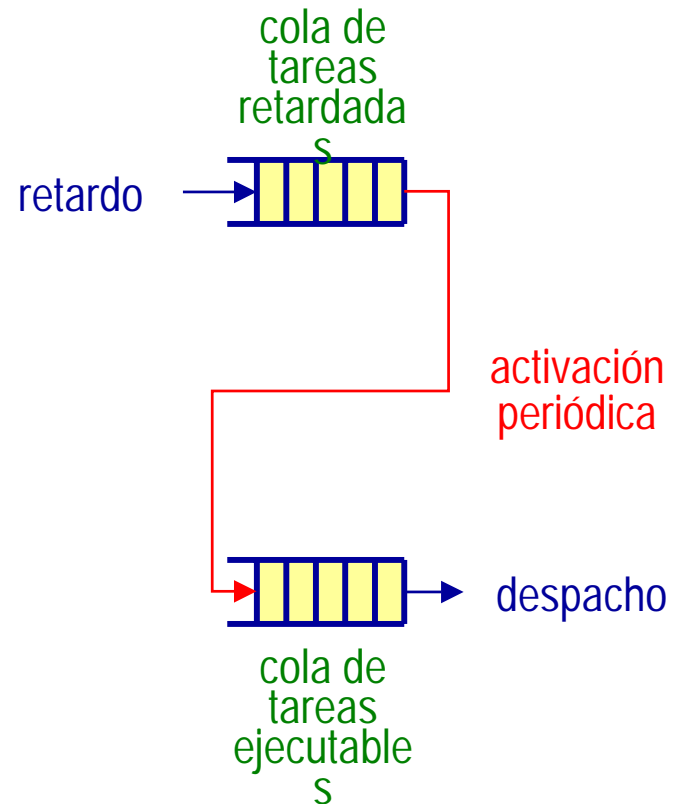 cola de
tareas
retardada
s
retardo
activación
periódica
despacho
cola de
tareas
ejecutable
s